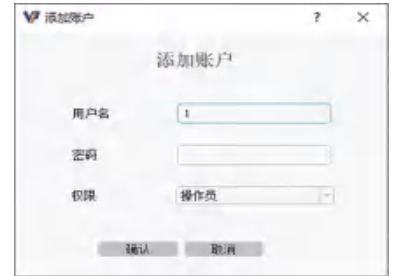 添加账户 ?
添加账户
用户名 1
密码
权限 操作员
确认 取消